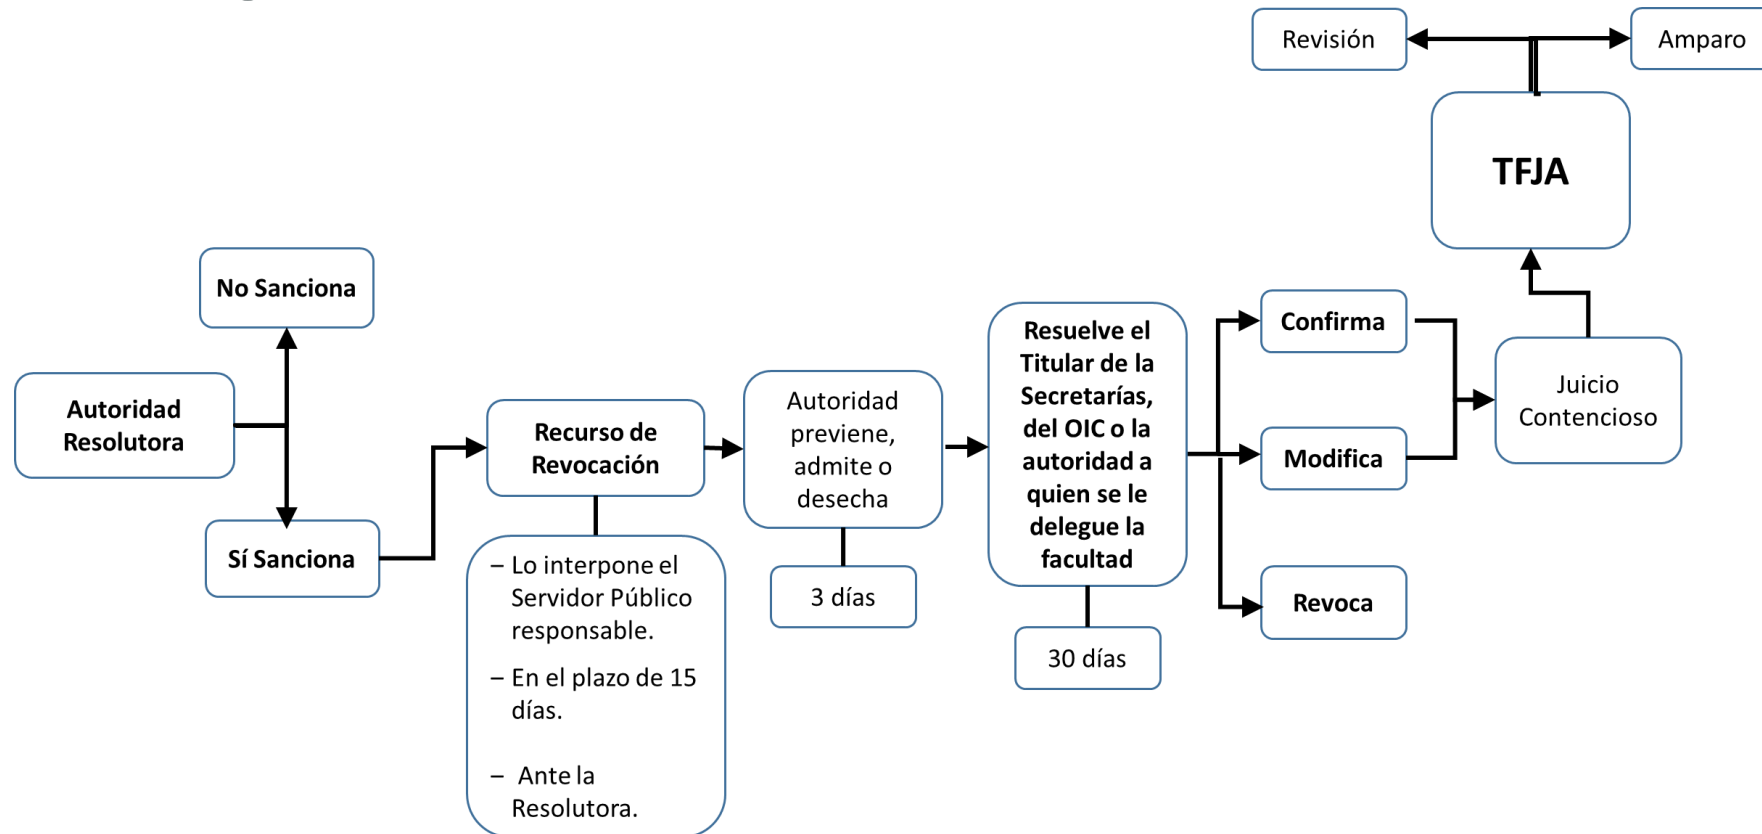 Revisión
Amparo
TFJA
No Sanciona
Autoridad
Resolutora
Sí Sanciona
Recurso de
Revocación
– Lo interpone el
Servidor Público
responsable.
– En el plazo de 15
días.
– Ante la
Resolutora.
Autoridad
previene,
admite o
desecha
3 días
Resuelve el
Titular de la
Secretarías,
del OIC o la
autoridad a
quien se le
delegue la
facultad
30 días
Confirma
Modifica
Revoca
Juicio
Contencioso